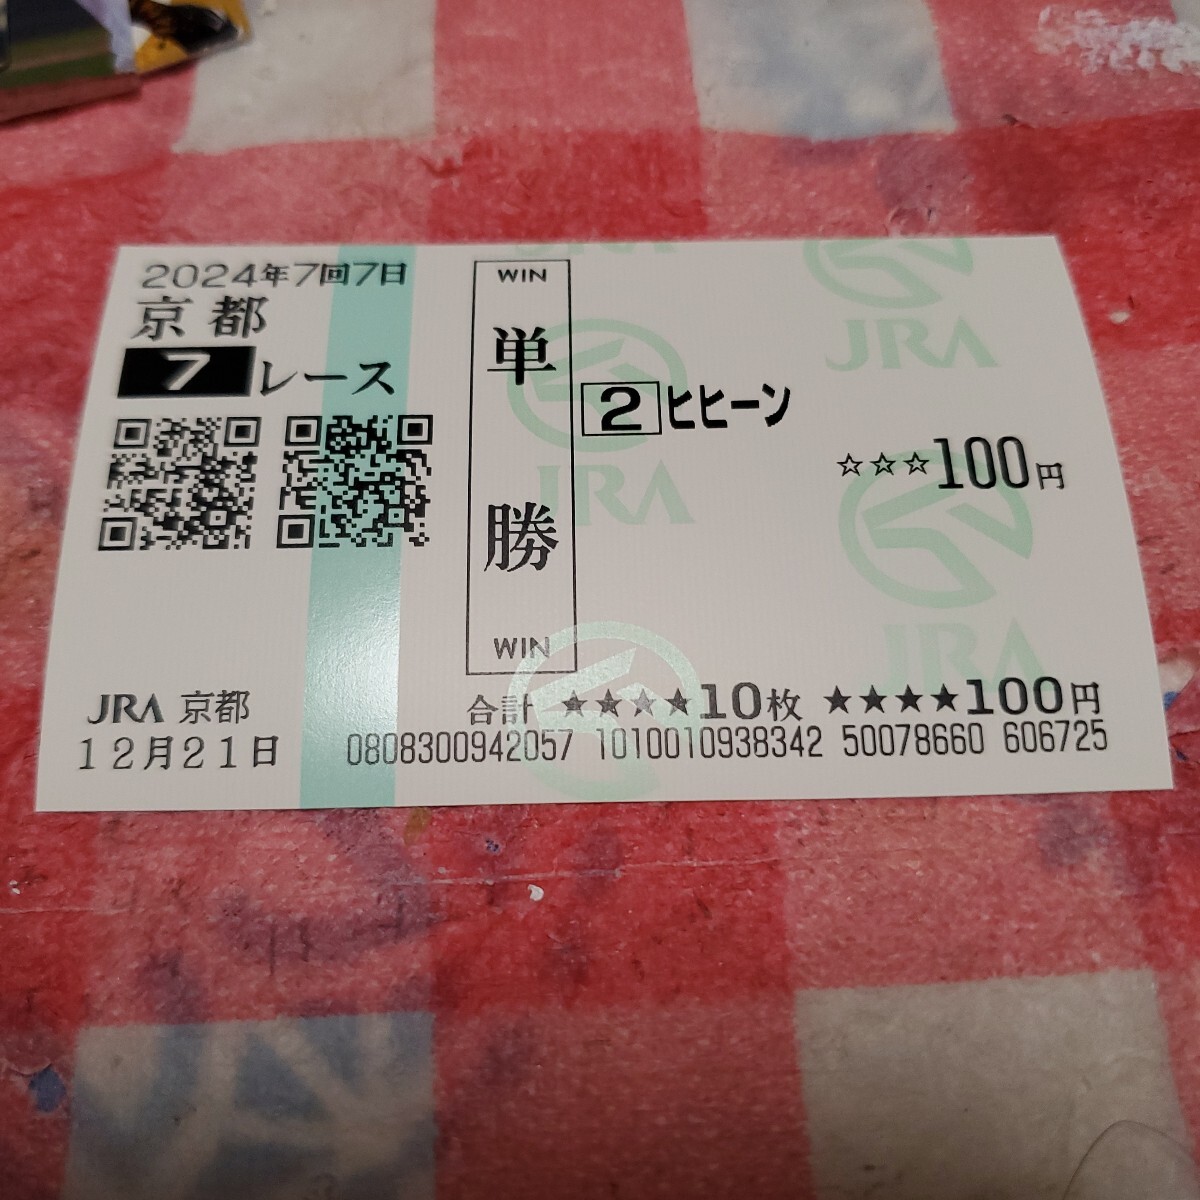 2024年7回7日
京都
7レース
WIN
単勝
WIN
2 ヒヒーン
☆☆☆100円
JRA 京都
12月21日
合計 ★★★★10枚 ★★★★100円
0808300942057 1010010938342 50078660 606725
JRA
JRA
JRA
JRA